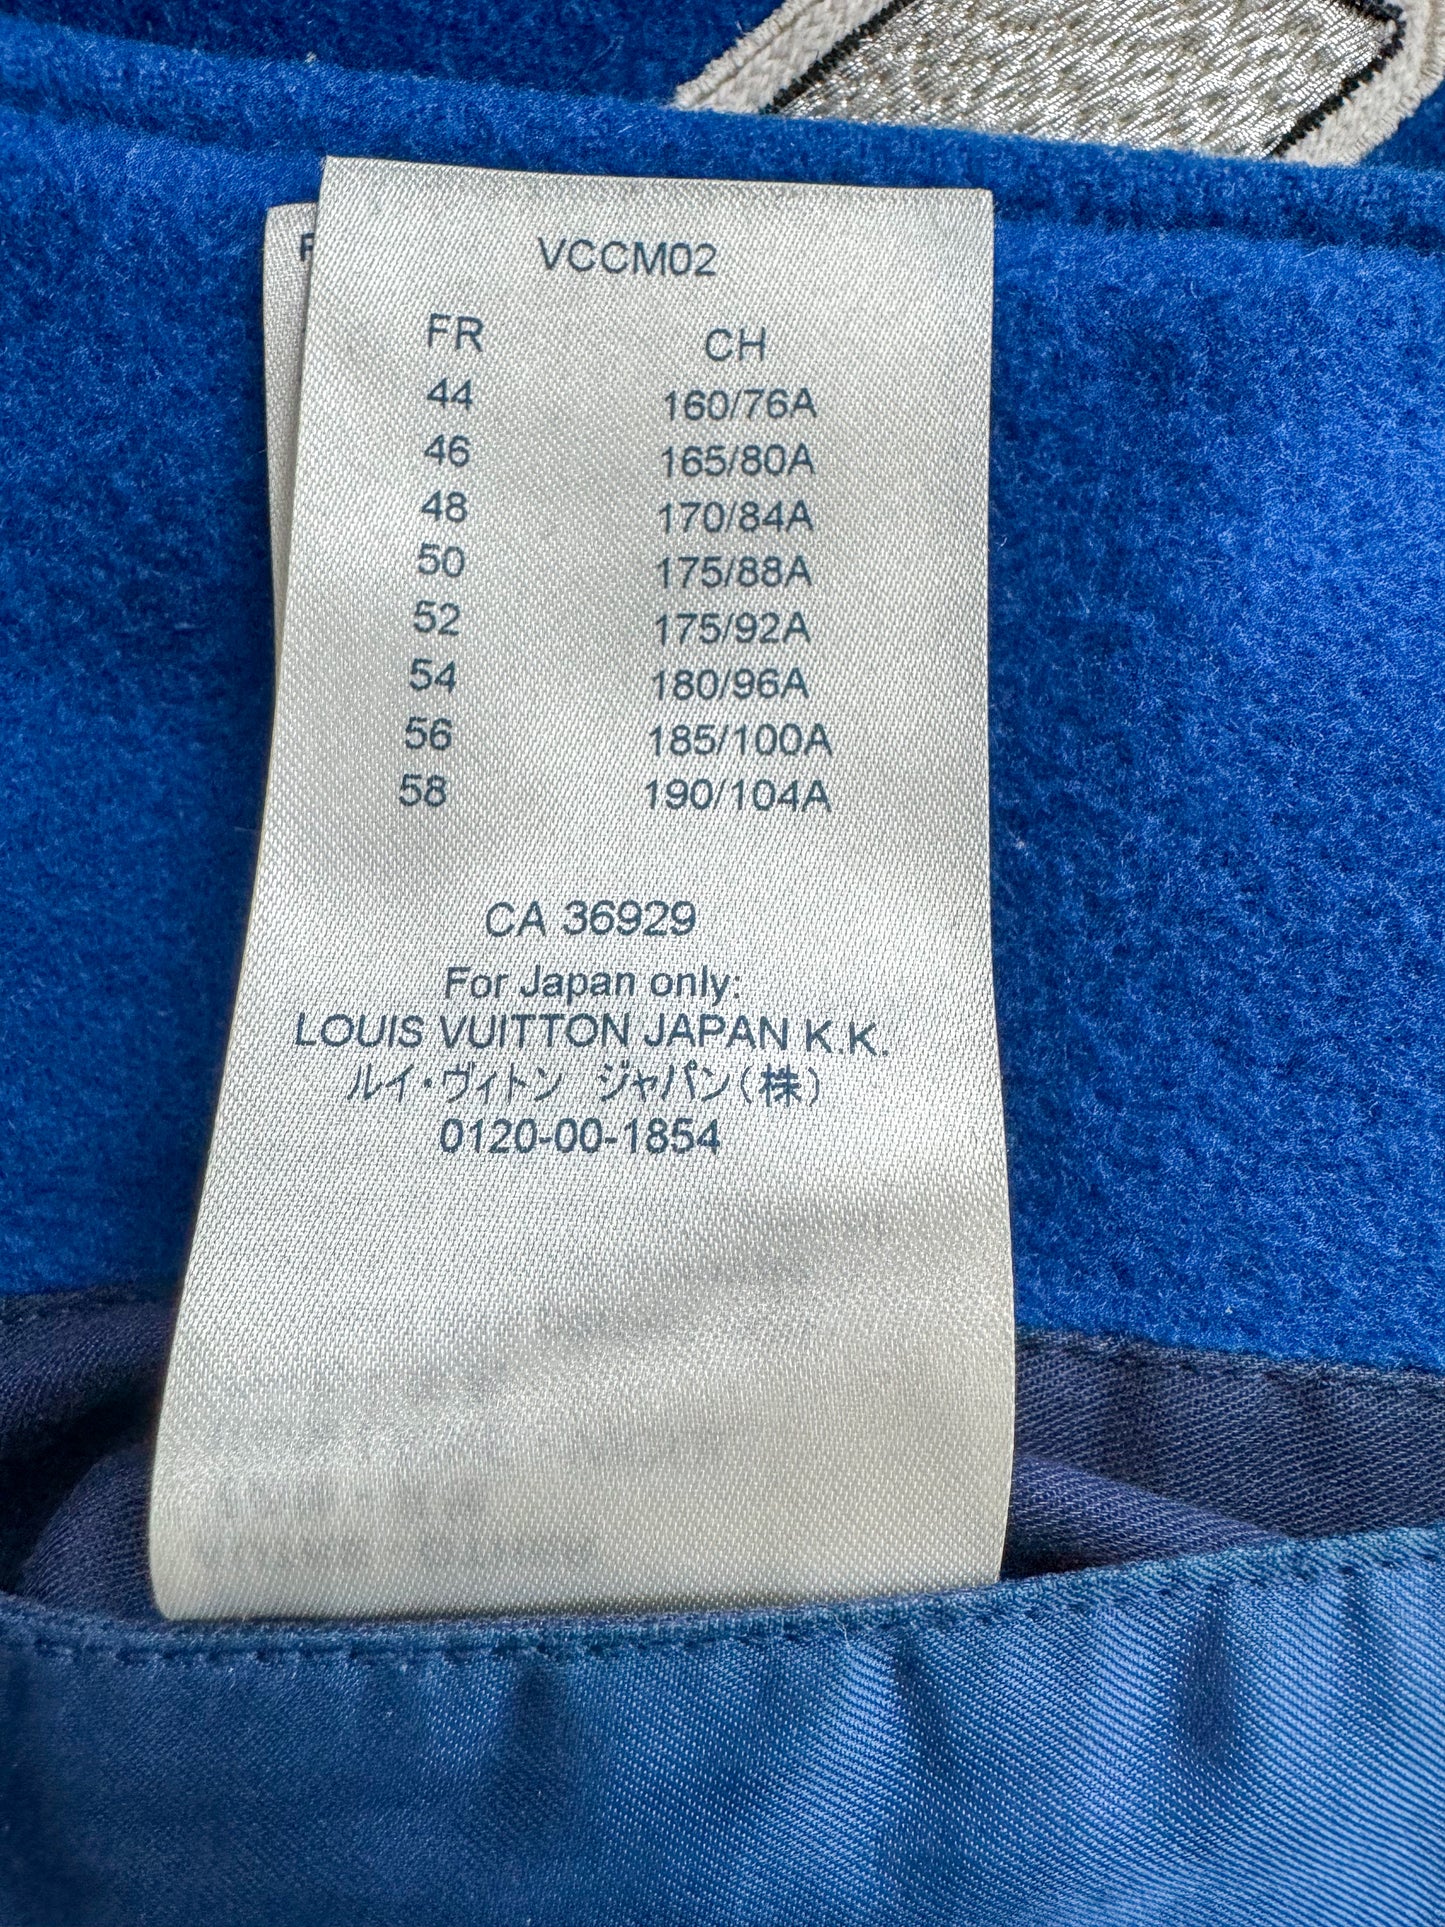 VCCM02
FR CH
44 160/76A
46 165/80A
48 170/84A
50 175/88A
52 175/92A
54 180/96A
56 185/100A
58 190/104A
CA 36929
For Japan only:
LOUIS VUITTON JAPAN K.K.
ルイ・ヴィトン ジャパン(株)
0120-00-1854